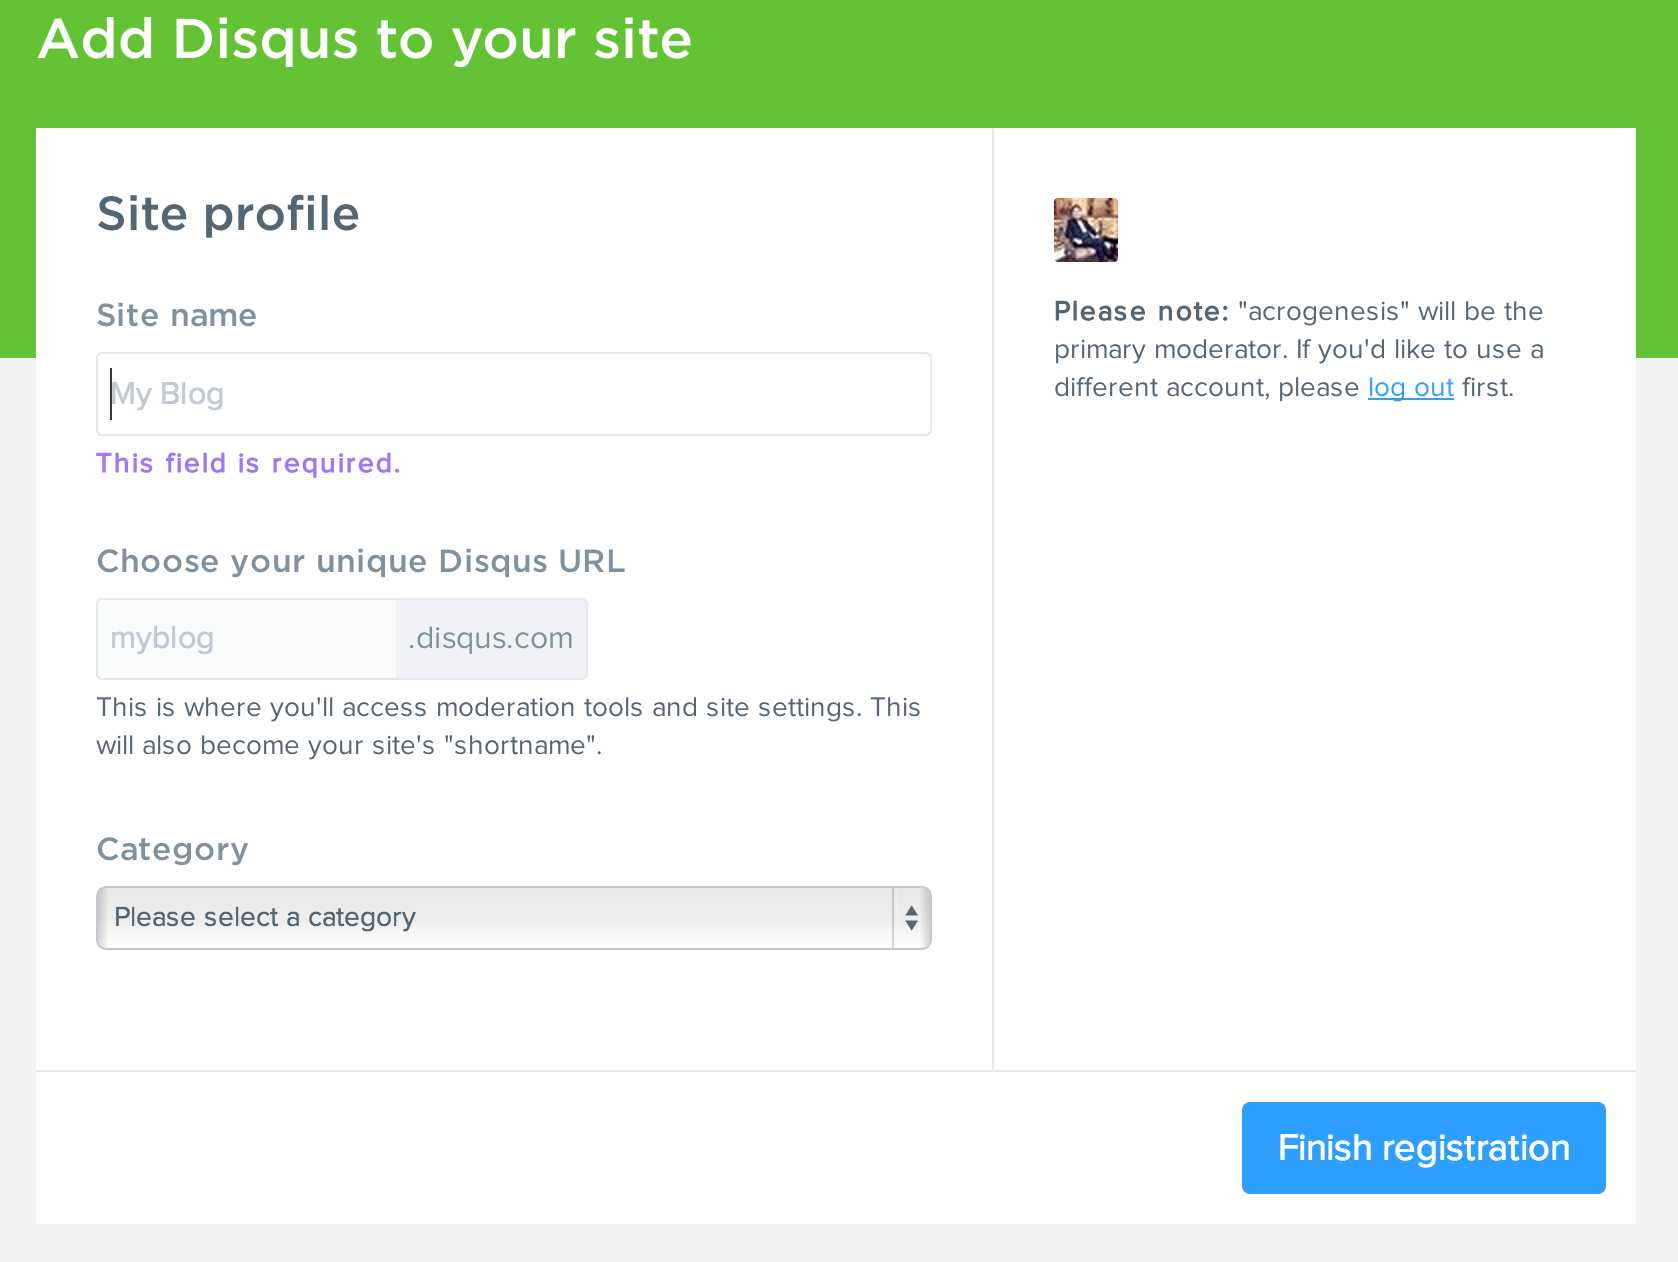 Add Disqus to your site
Site profile
Site name
My Blog
This field is required.
Choose your unique Disqus URL
myblog .disqus.com
This is where you'll access moderation tools and site settings. This
will also become your site's "shortname".
Category
Please select a category
Please note: "acrogenesis" will be the
primary moderator. If you'd like to use a
different account, please log out first.
Finish registration